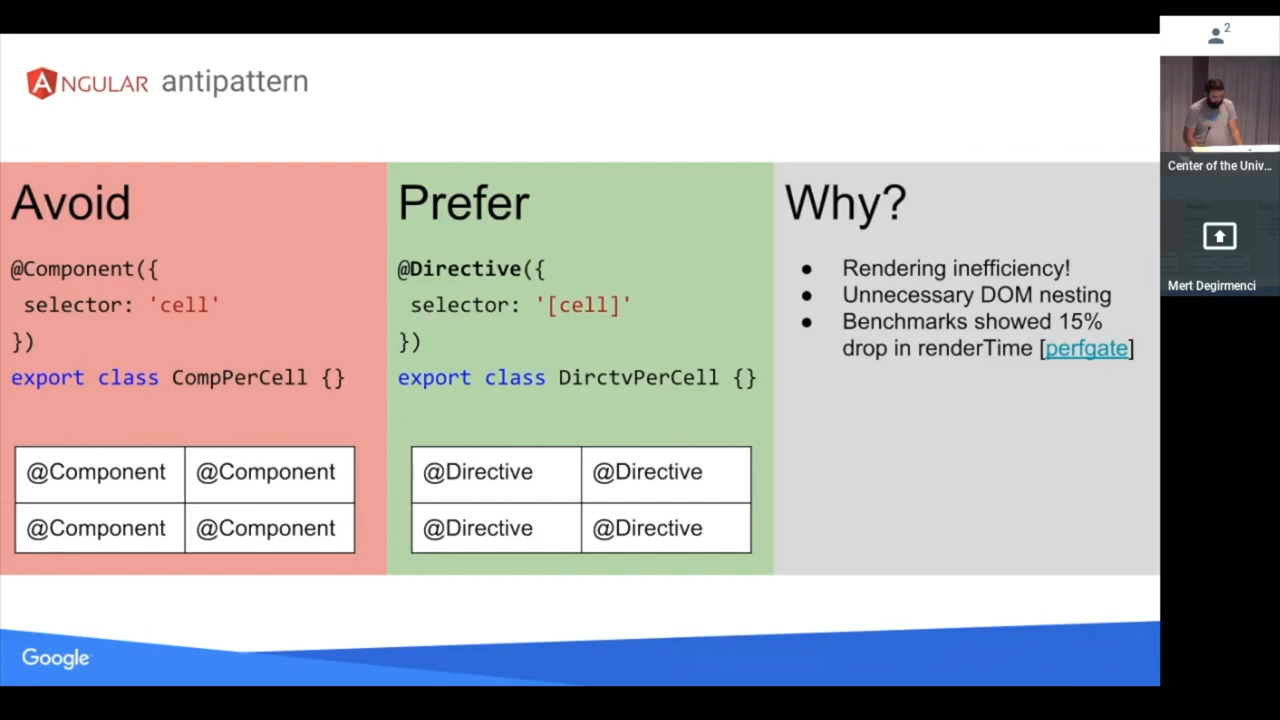 ANGULAR antipattern
Avoid
@Component({
selector: 'cell'
})
export class CompPerCell {}
@Component @Component
@Component @Component
Prefer
@Directive({
selector: '[cell]'
})
export class DirctvPerCell {}
@Directive @Directive
@Directive @Directive
Why?
● Rendering inefficiency!
● Unnecessary DOM nesting
● Benchmarks showed 15%
drop in renderTime [perfgate]
Google
2
Center of the Univ...
Mert Degirmenci